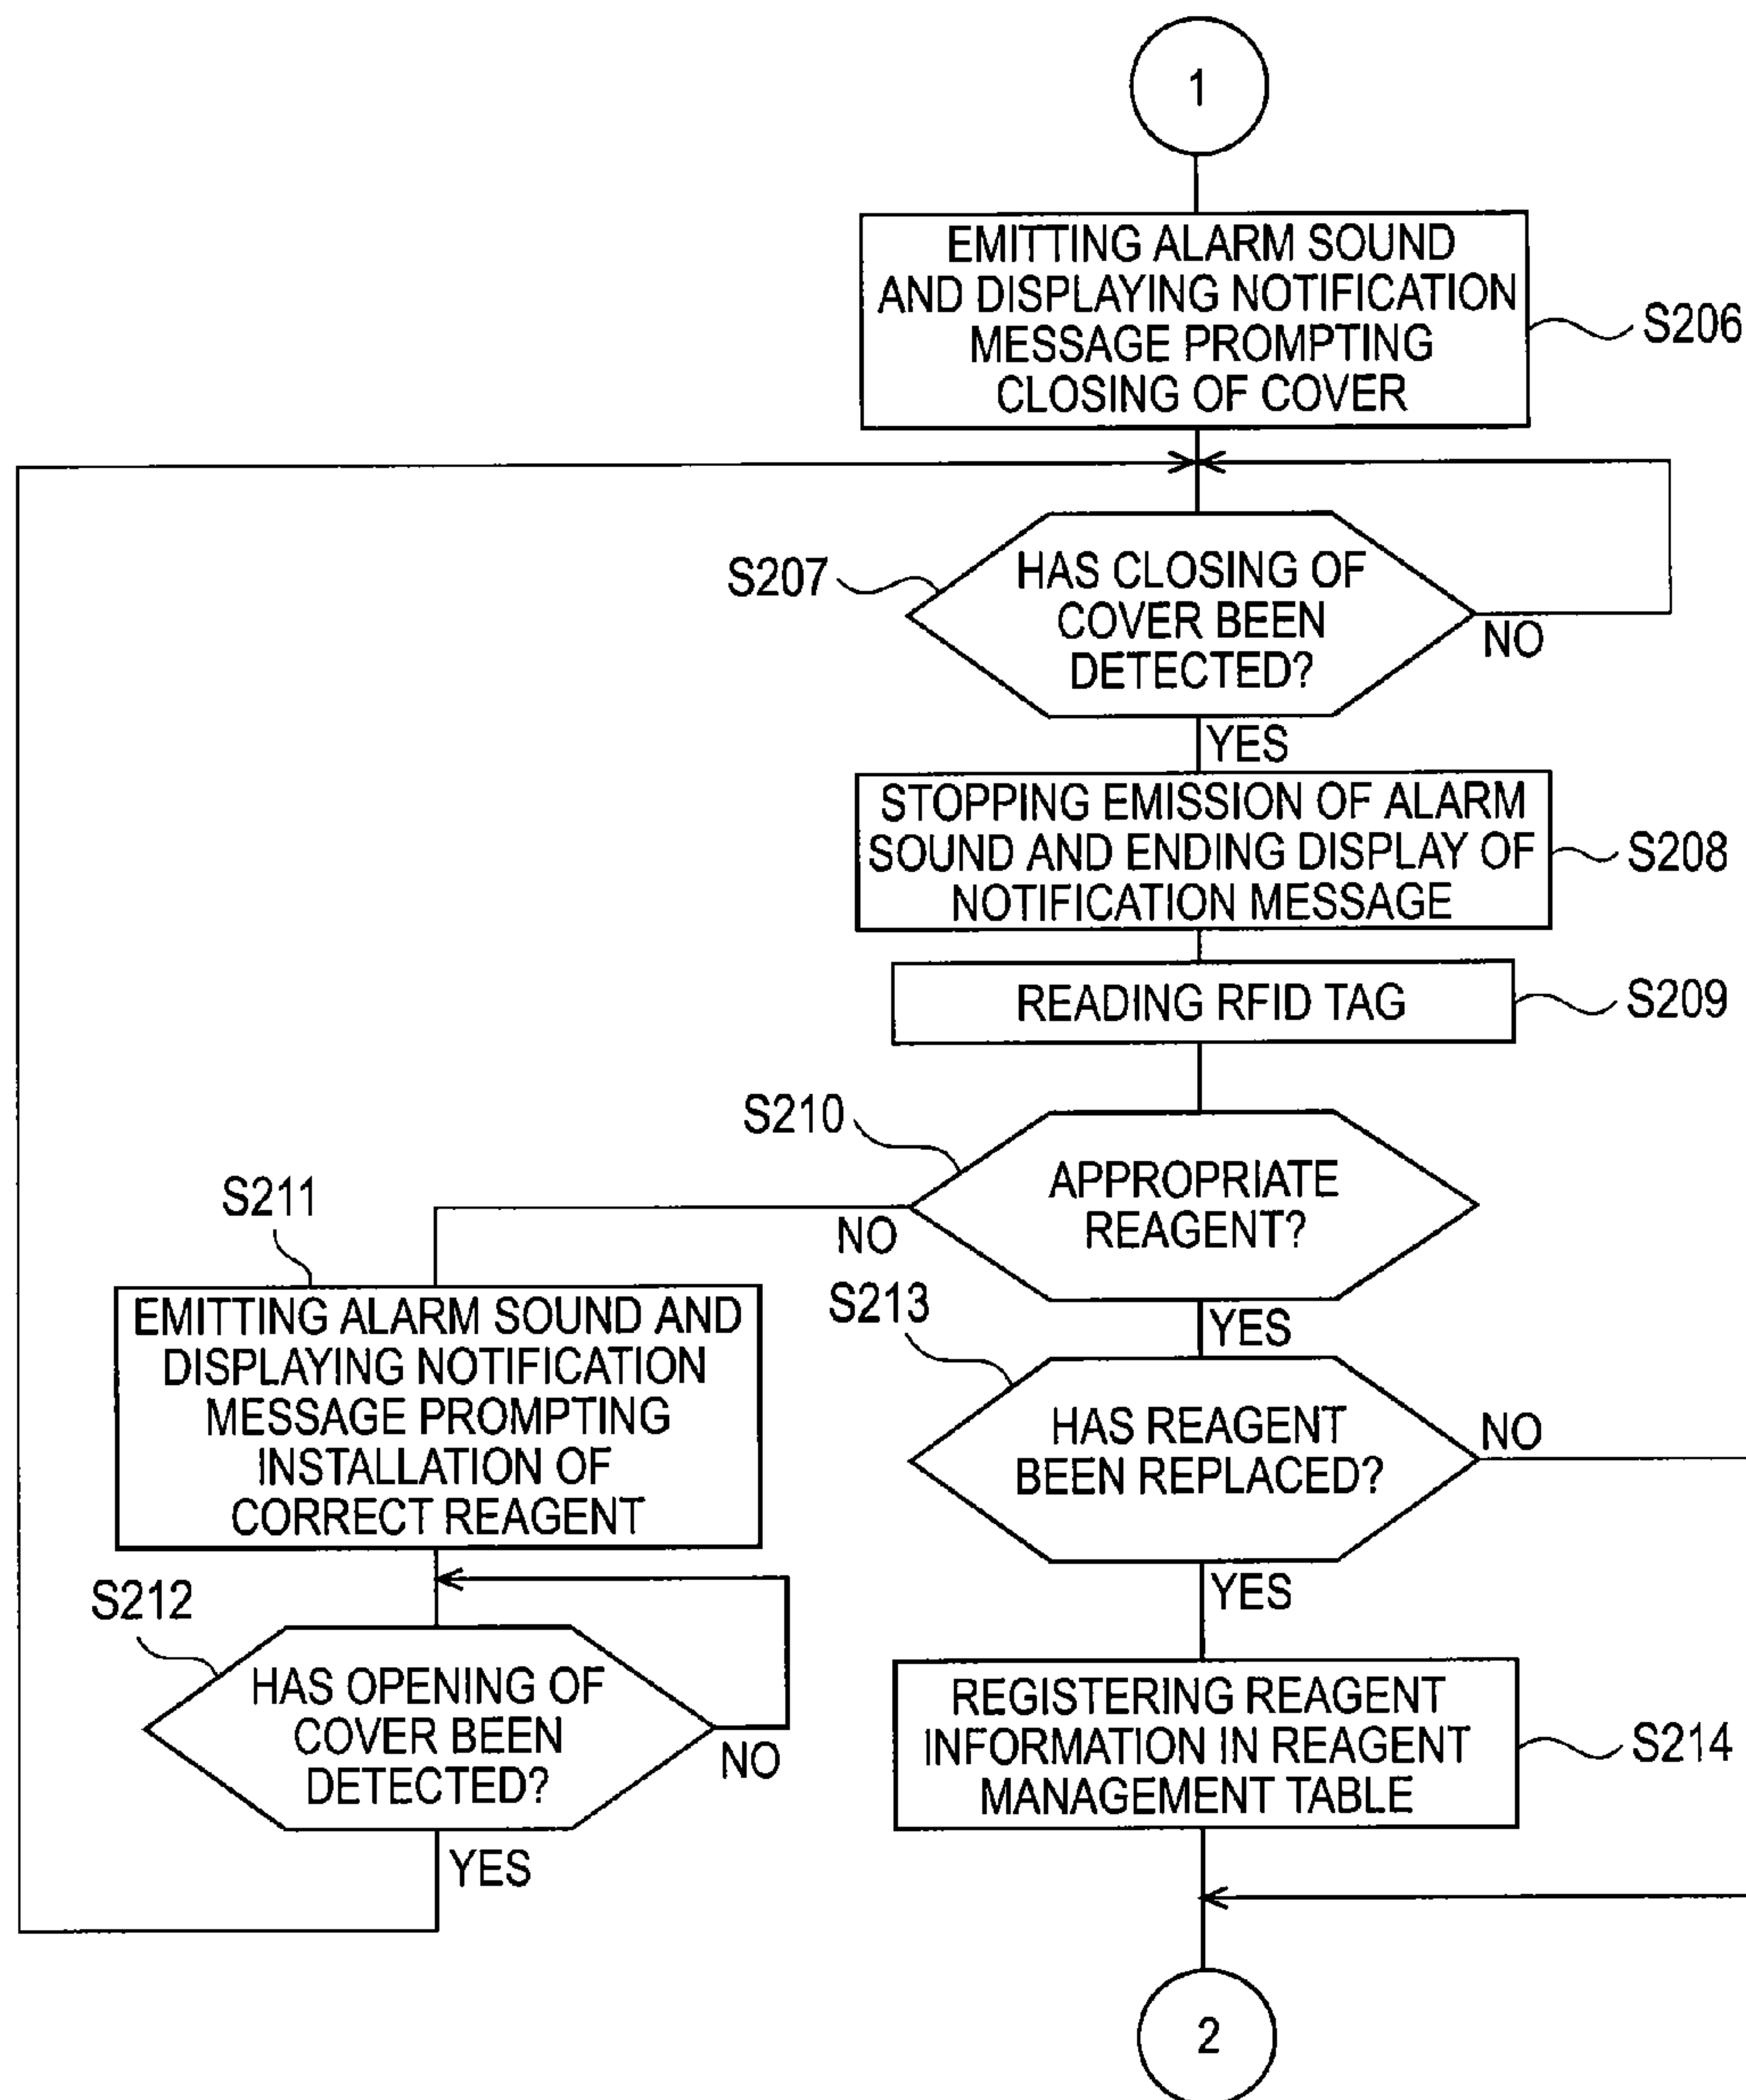 1
EMITTING ALARM SOUND
AND DISPLAYING NOTIFICATION
MESSAGE PROMPTING
CLOSING OF COVER
S206
S207
HAS CLOSING OF
COVER BEEN
DETECTED?
NO
YES
STOPPING EMISSION OF ALARM
SOUND AND ENDING DISPLAY OF
NOTIFICATION MESSAGE
S208
READING RFID TAG
S209
S210
APPROPRIATE
REAGENT?
NO
YES
S211
EMITTING ALARM SOUND AND
DISPLAYING NOTIFICATION
MESSAGE PROMPTING
INSTALLATION OF
CORRECT REAGENT
S213
HAS REAGENT
BEEN REPLACED?
NO
YES
S212
HAS OPENING OF
COVER BEEN
DETECTED?
NO
YES
REGISTERING REAGENT
INFORMATION IN REAGENT
MANAGEMENT TABLE
S214
2